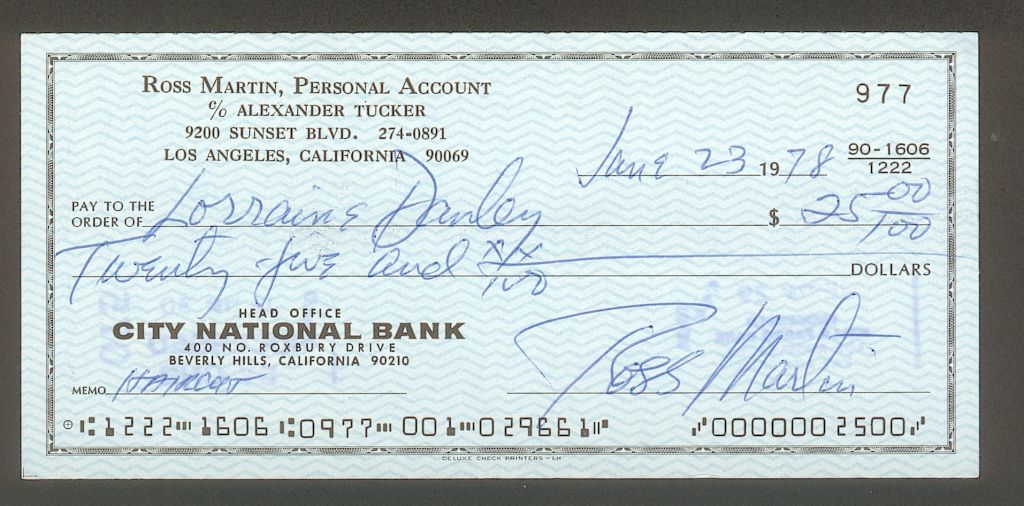 ROSS MARTIN, PERSONAL ACCOUNT
% ALEXANDER TUCKER
9200 SUNSET BLVD. 274-0891
LOS ANGELES, CALIFORNIA 90069
977
June 23 1978
90-1606
1222
PAY TO THE
ORDER OF Lorraine Danley $ 25 00/100
Twenty-five and xx/100 DOLLARS
HEAD OFFICE
CITY NATIONAL BANK
400 NO. ROXBURY DRIVE
BEVERLY HILLS, CALIFORNIA 90210
Ross Martin
MEMO HAIRCUT
⑆1222⑉1606⑆0977⑉001⑉029661⑈ ⑇0000002500⑇
DELUXE CHECK PRINTERS - LH